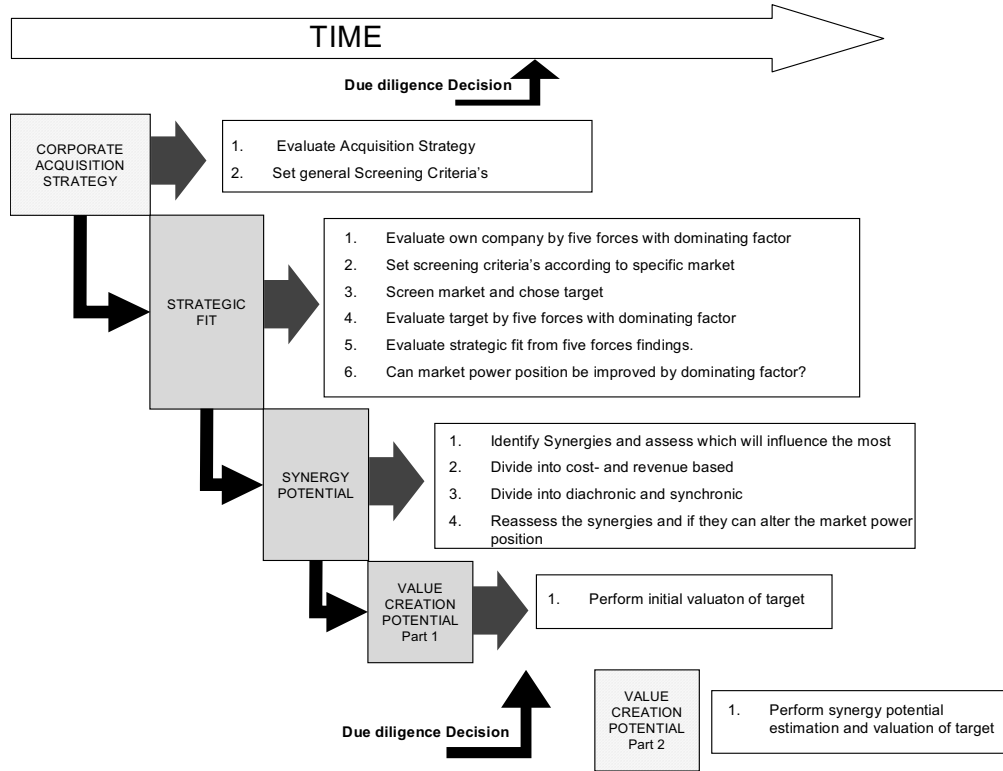 TIME
Due diligence Decision
CORPORATE
ACQUISITION
STRATEGY
1. Evaluate Acquisition Strategy
2. Set general Screening Criteria's
STRATEGIC
FIT
1. Evaluate own company by five forces with dominating factor
2. Set screening criteria's according to specific market
3. Screen market and chose target
4. Evaluate target by five forces with dominating factor
5. Evaluate strategic fit from five forces findings.
6. Can market power position be improved by dominating factor?
SYNERGY
POTENTIAL
1. Identify Synergies and assess which will influence the most
2. Divide into cost- and revenue based
3. Divide into diachronic and synchronic
4. Reassess the synergies and if they can alter the market power
position
VALUE
CREATION
POTENTIAL
Part 1
1. Perform initial valuaton of target
Due diligence Decision
VALUE
CREATION
POTENTIAL
Part 2
1. Perform synergy potential
estimation and valuation of target